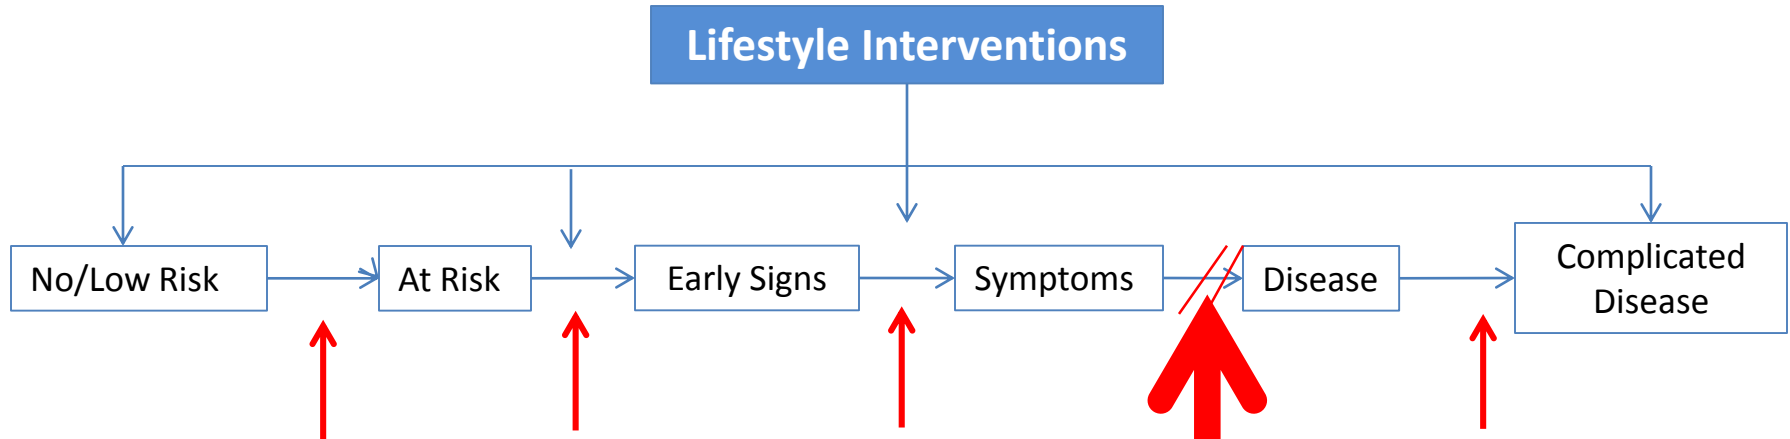 Lifestyle Interventions
No/Low Risk
At Risk
Early Signs
Symptoms
Disease
Complicated
Disease